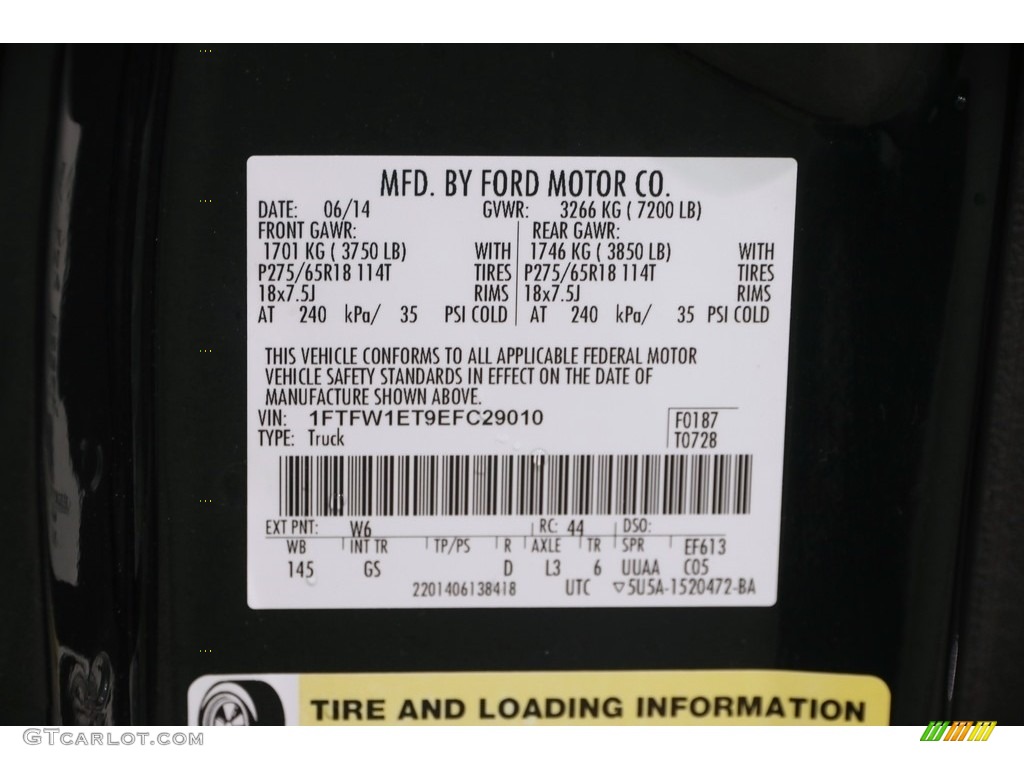 MFD. BY FORD MOTOR CO.
DATE: 06/14 GVWR: 3266 KG ( 7200 LB)
FRONT GAWR: REAR GAWR:
1701 KG ( 3750 LB) WITH 1746 KG ( 3850 LB) WITH
P275/65R18 114T TIRES P275/65R18 114T TIRES
18x7.5J RIMS 18x7.5J RIMS
AT 240 kPa/ 35 PSI COLD AT 240 kPa/ 35 PSI COLD
THIS VEHICLE CONFORMS TO ALL APPLICABLE FEDERAL MOTOR
VEHICLE SAFETY STANDARDS IN EFFECT ON THE DATE OF
MANUFACTURE SHOWN ABOVE.
VIN: 1FTFW1ET9EFC29010 F0187
TYPE: Truck T0728
EXT PNT: W6 RC: 44 DSO:
WB INT TR TP/PS R AXLE TR SPR EF613
145 GS D L3 6 UUAA C05
2201406138418 UTC ▽5U5A-1520472-BA
TIRE AND LOADING INFORMATION
GTcarlot.com